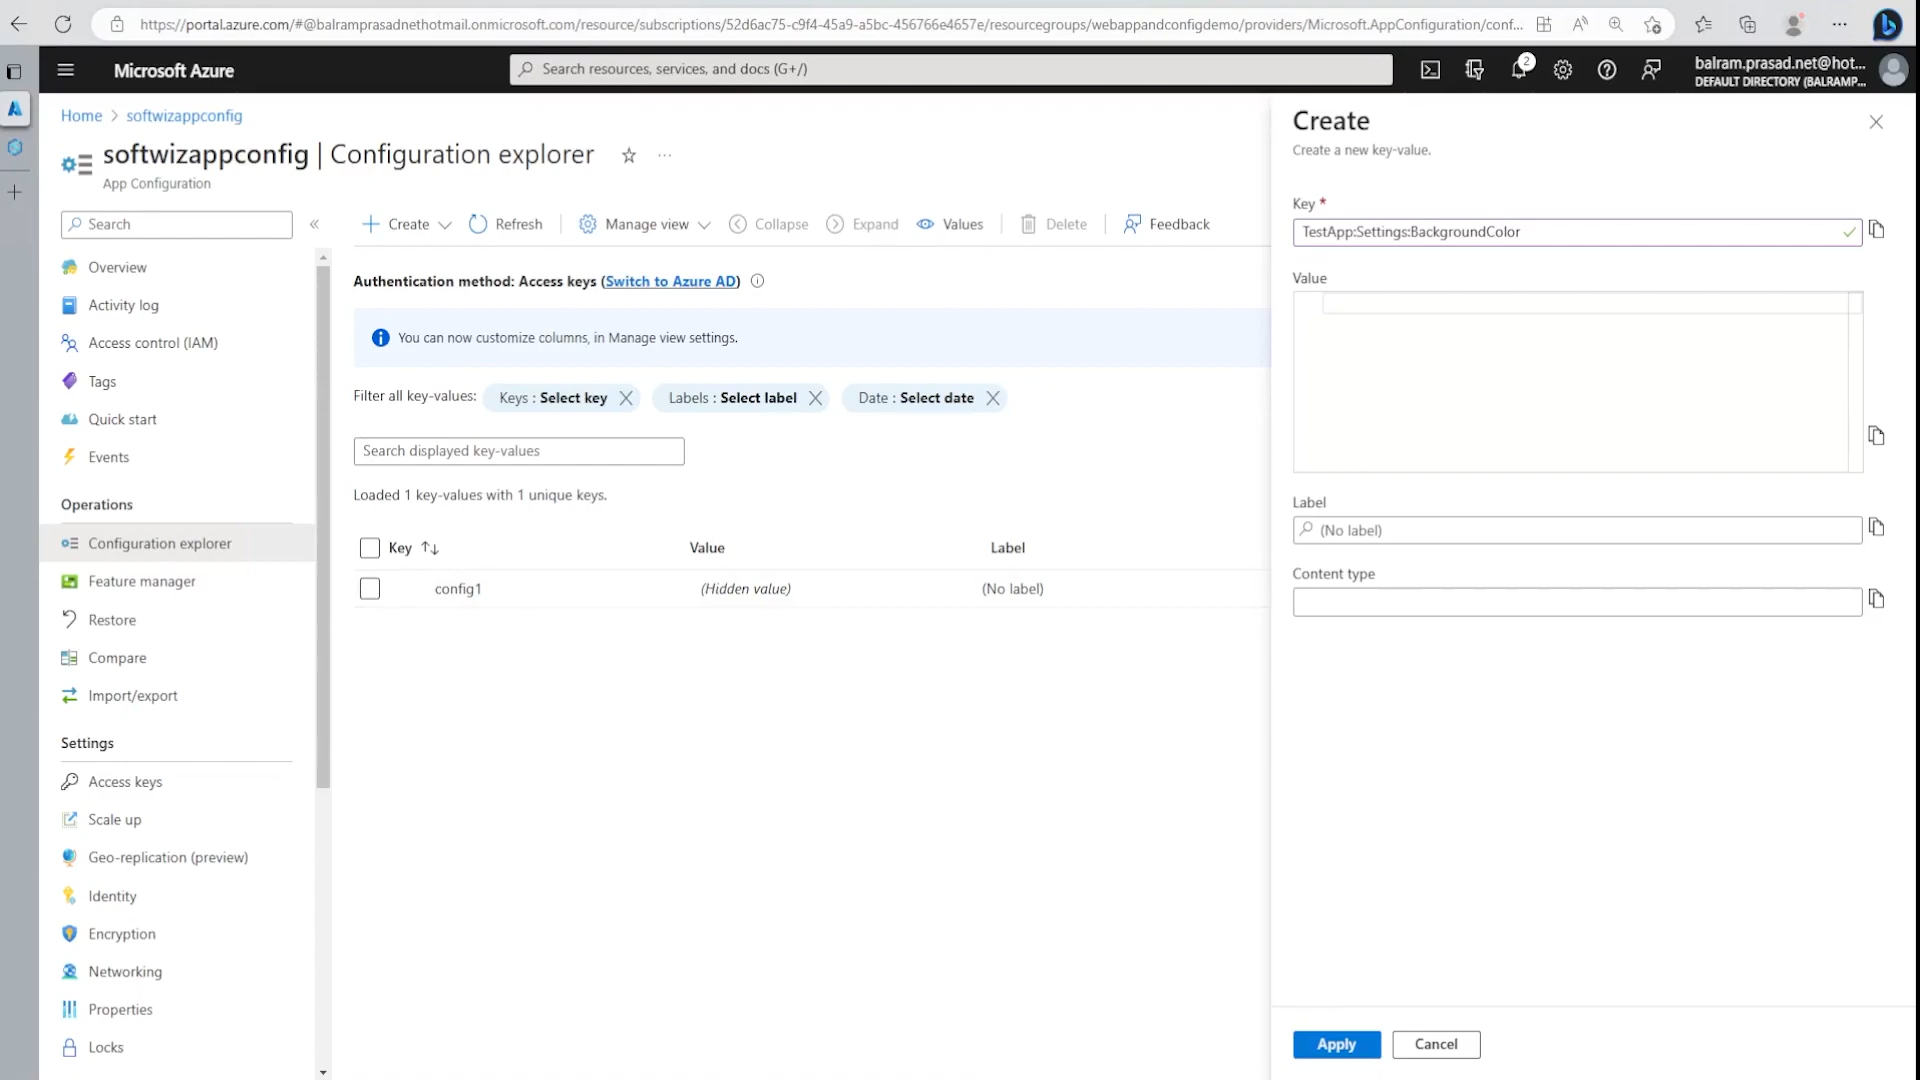 https://portal.azure.com/#@balramprasadnethotmail.onmicrosoft.com/resource/subscriptions/52d6ac75-c9f4-45a9-a5bc-456766e4657e/resourcegroups/webappandconfigdemo/providers/Microsoft.AppConfiguration/conf...
Microsoft Azure
Search resources, services, and docs (G+/)
2
balram.prasad.net@hot...
DEFAULT DIRECTORY (BALRAMP...
Home > softwizappconfig
softwizappconfig | Configuration explorer
App Configuration
Search
Overview
Activity log
Access control (IAM)
Tags
Quick start
Events
Operations
Configuration explorer
Feature manager
Restore
Compare
Import/export
Settings
Access keys
Scale up
Geo-replication (preview)
Identity
Encryption
Networking
Properties
Locks
Create
Refresh
Manage view
Collapse
Expand
Values
Delete
Feedback
Authentication method: Access keys (Switch to Azure AD)
You can now customize columns, in Manage view settings.
Filter all key-values:
Keys : Select key
Labels : Select label
Date : Select date
Search displayed key-values
Loaded 1 key-values with 1 unique keys.
Key Value Label
config1 (Hidden value) (No label)
Create
Create a new key-value.
Key *
TestApp:Settings:BackgroundColor
Value
Label
(No label)
Content type
Apply
Cancel